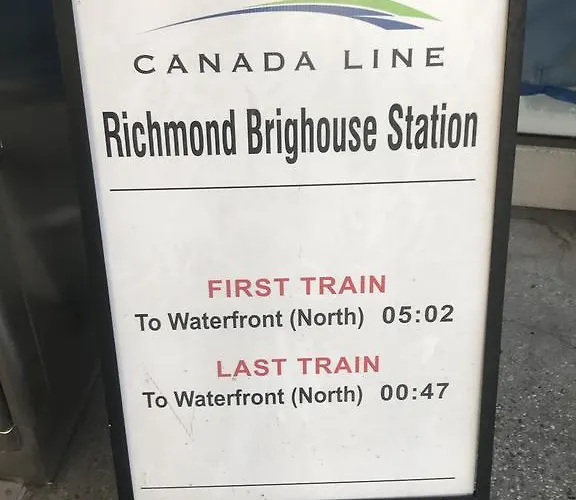 CANADA LINE
Richmond Brighouse Station
FIRST TRAIN
To Waterfront (North) 05:02
LAST TRAIN
To Waterfront (North) 00:47